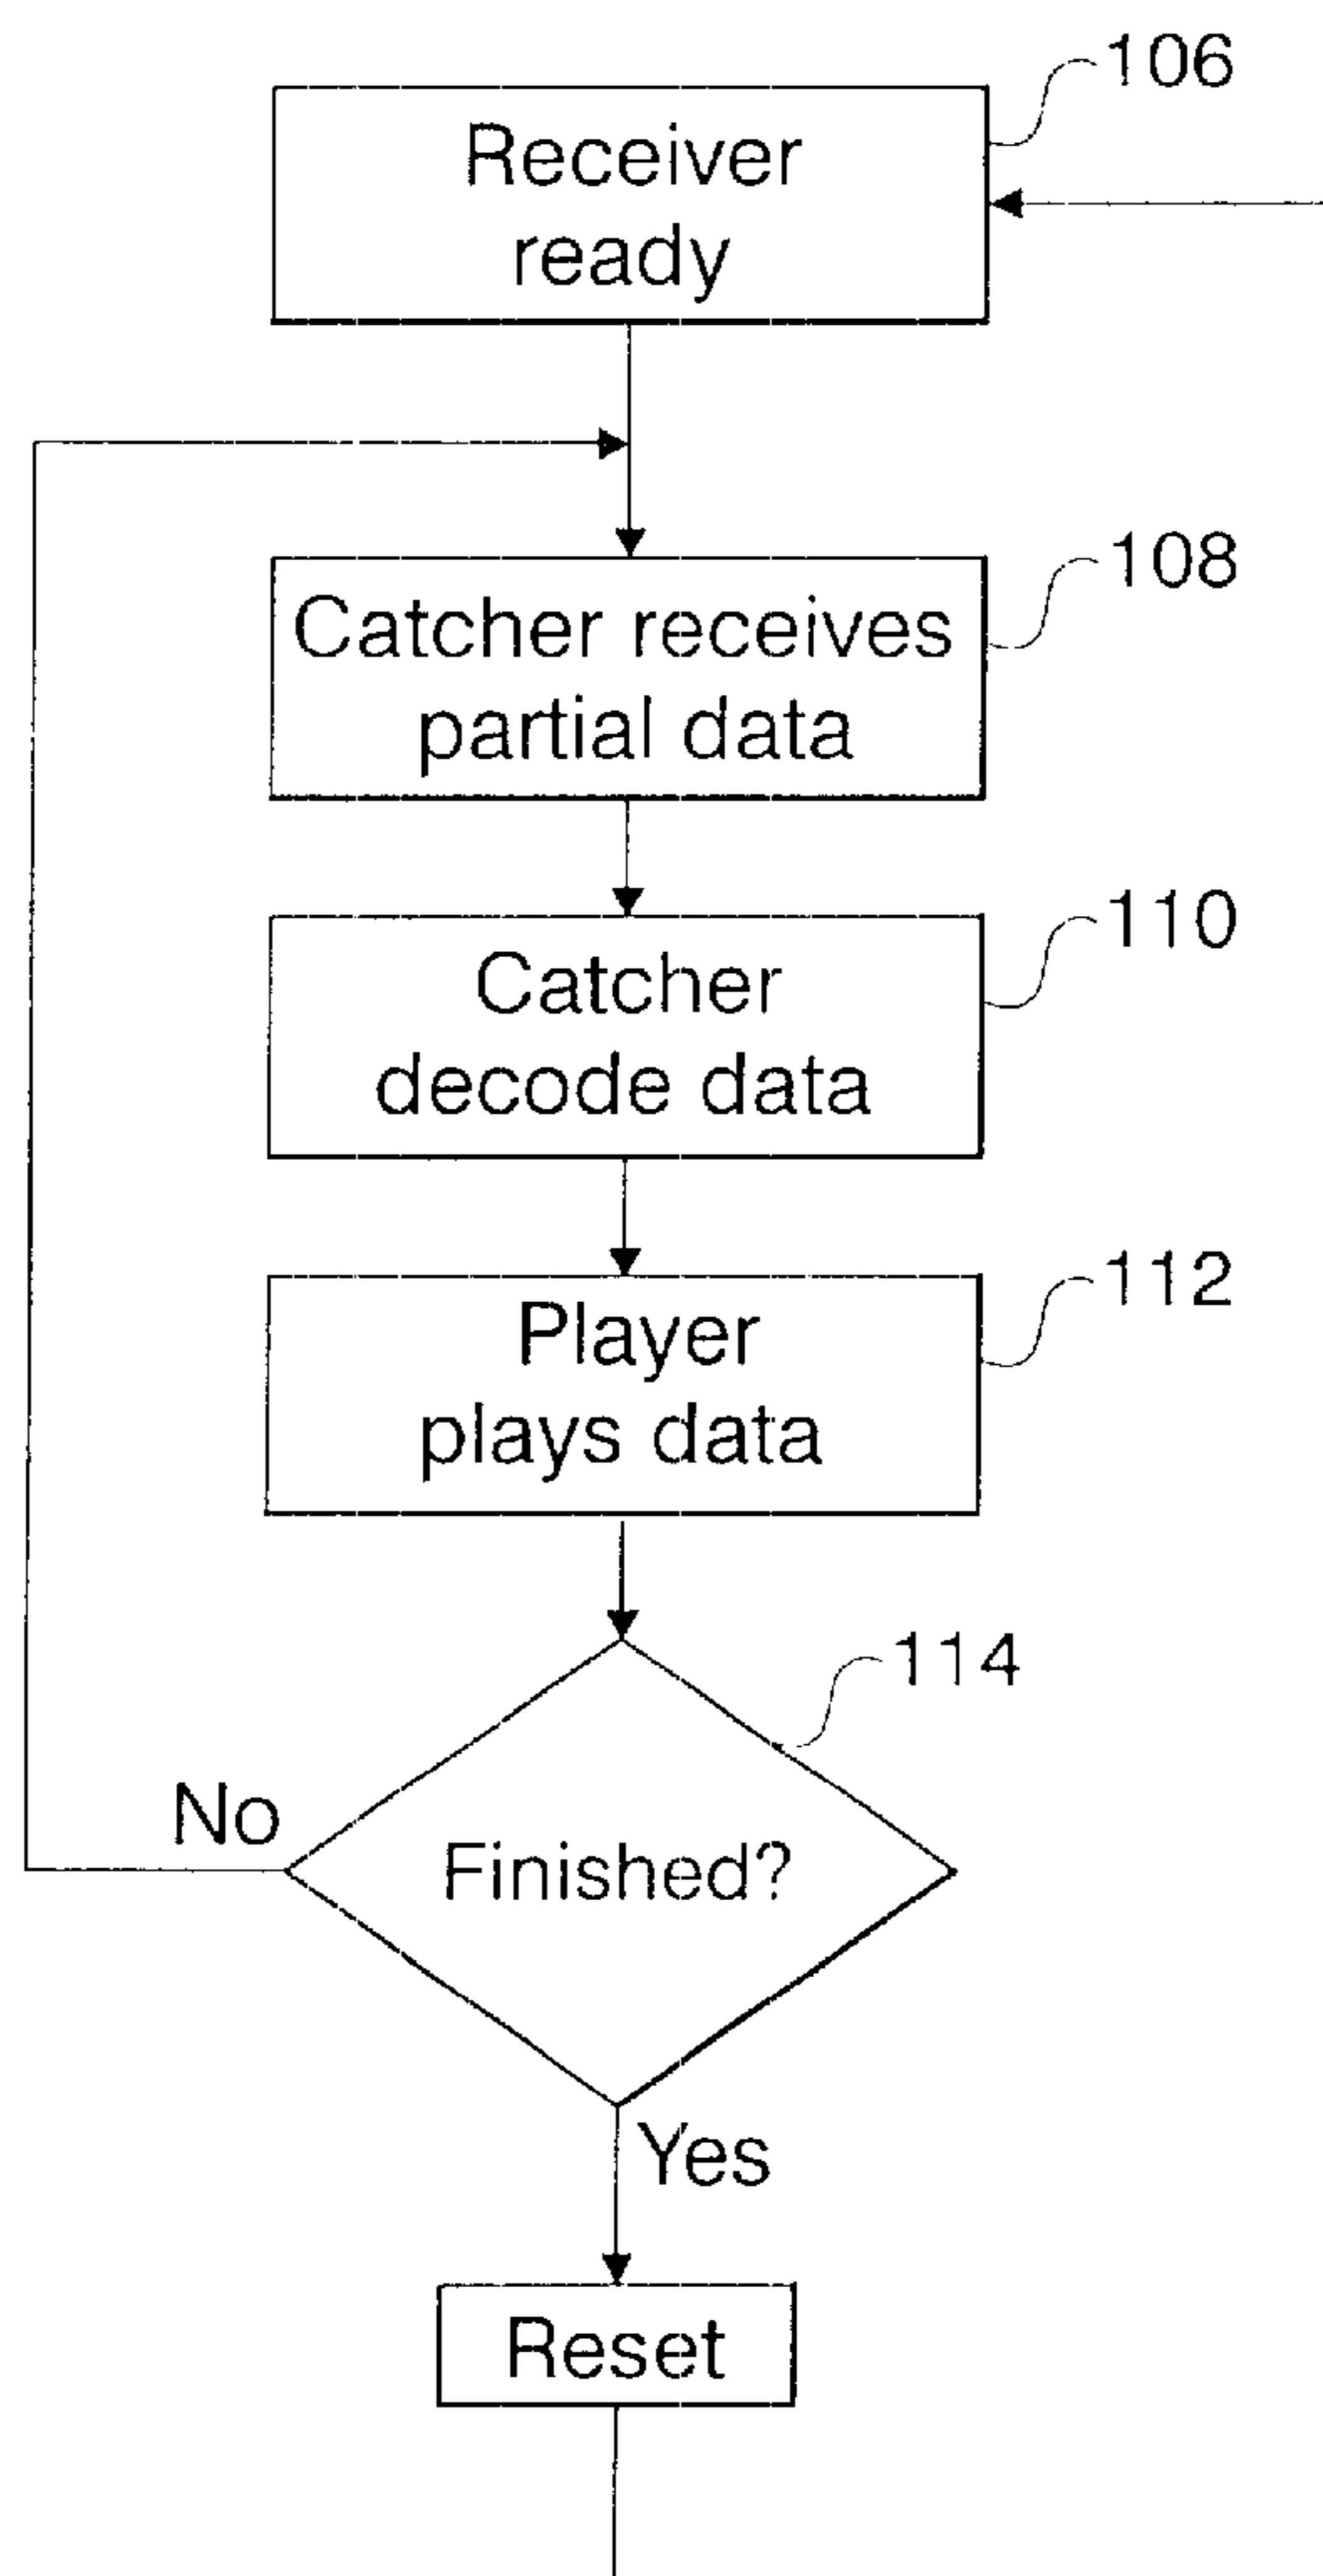 106
Receiver
ready
108
Catcher receives
partial data
110
Catcher
decode data
112
Player
plays data
114
Finished?
No
Yes
Reset